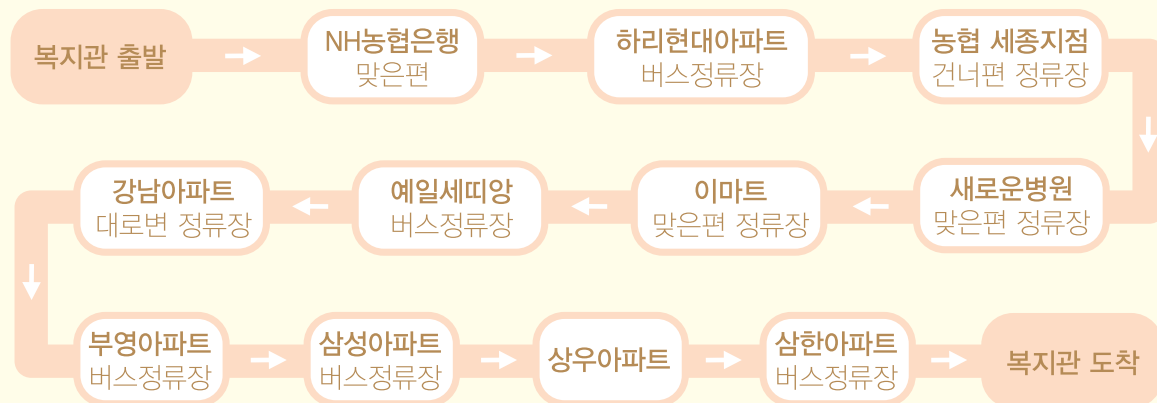 복지관 출발
NH농협은행
맞은편
하리현대아파트
버스정류장
농협 세종지점
건너편 정류장
새로운병원
맞은편 정류장
이마트
맞은편 정류장
예일세띠앙
버스정류장
강남아파트
대로변 정류장
부영아파트
버스정류장
삼성아파트
버스정류장
상우아파트
삼한아파트
버스정류장
복지관 도착